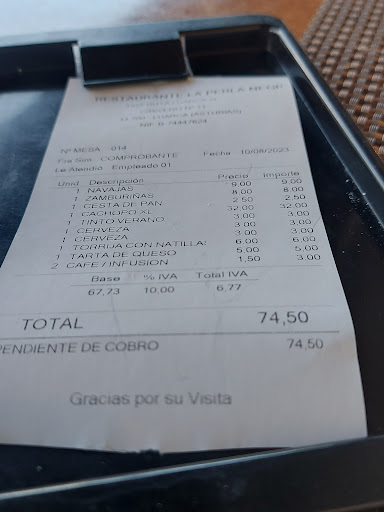 RESTAURANTE LA PERLA NEGR
LUARCA (ASTURIAS)
Nº MESA 014
Fra Sim. COMPROBANTE Fecha 10/08/2023
Le Atendió Empleado 01
Unid. Descripción Precio Importe
1 NAVAJAS 9,00 9,00
1 ZAMBURIÑAS 8,00 8,00
1 CESTA DE PAN 2,50 2,50
1 CACHOPO XL 32,00 32,00
1 TINTO VERANO 3,00 3,00
1 CERVEZA 3,00 3,00
1 CERVEZA 3,00 3,00
1 TORRIJA CON NATILLA! 6,00 6,00
1 TARTA DE QUESO 5,00 5,00
2 CAFE / INFUSION 1,50 3,00
Base % IVA Total IVA
67,73 10,00 6,77
TOTAL 74,50
PENDIENTE DE COBRO 74,50
Gracias por su Visita